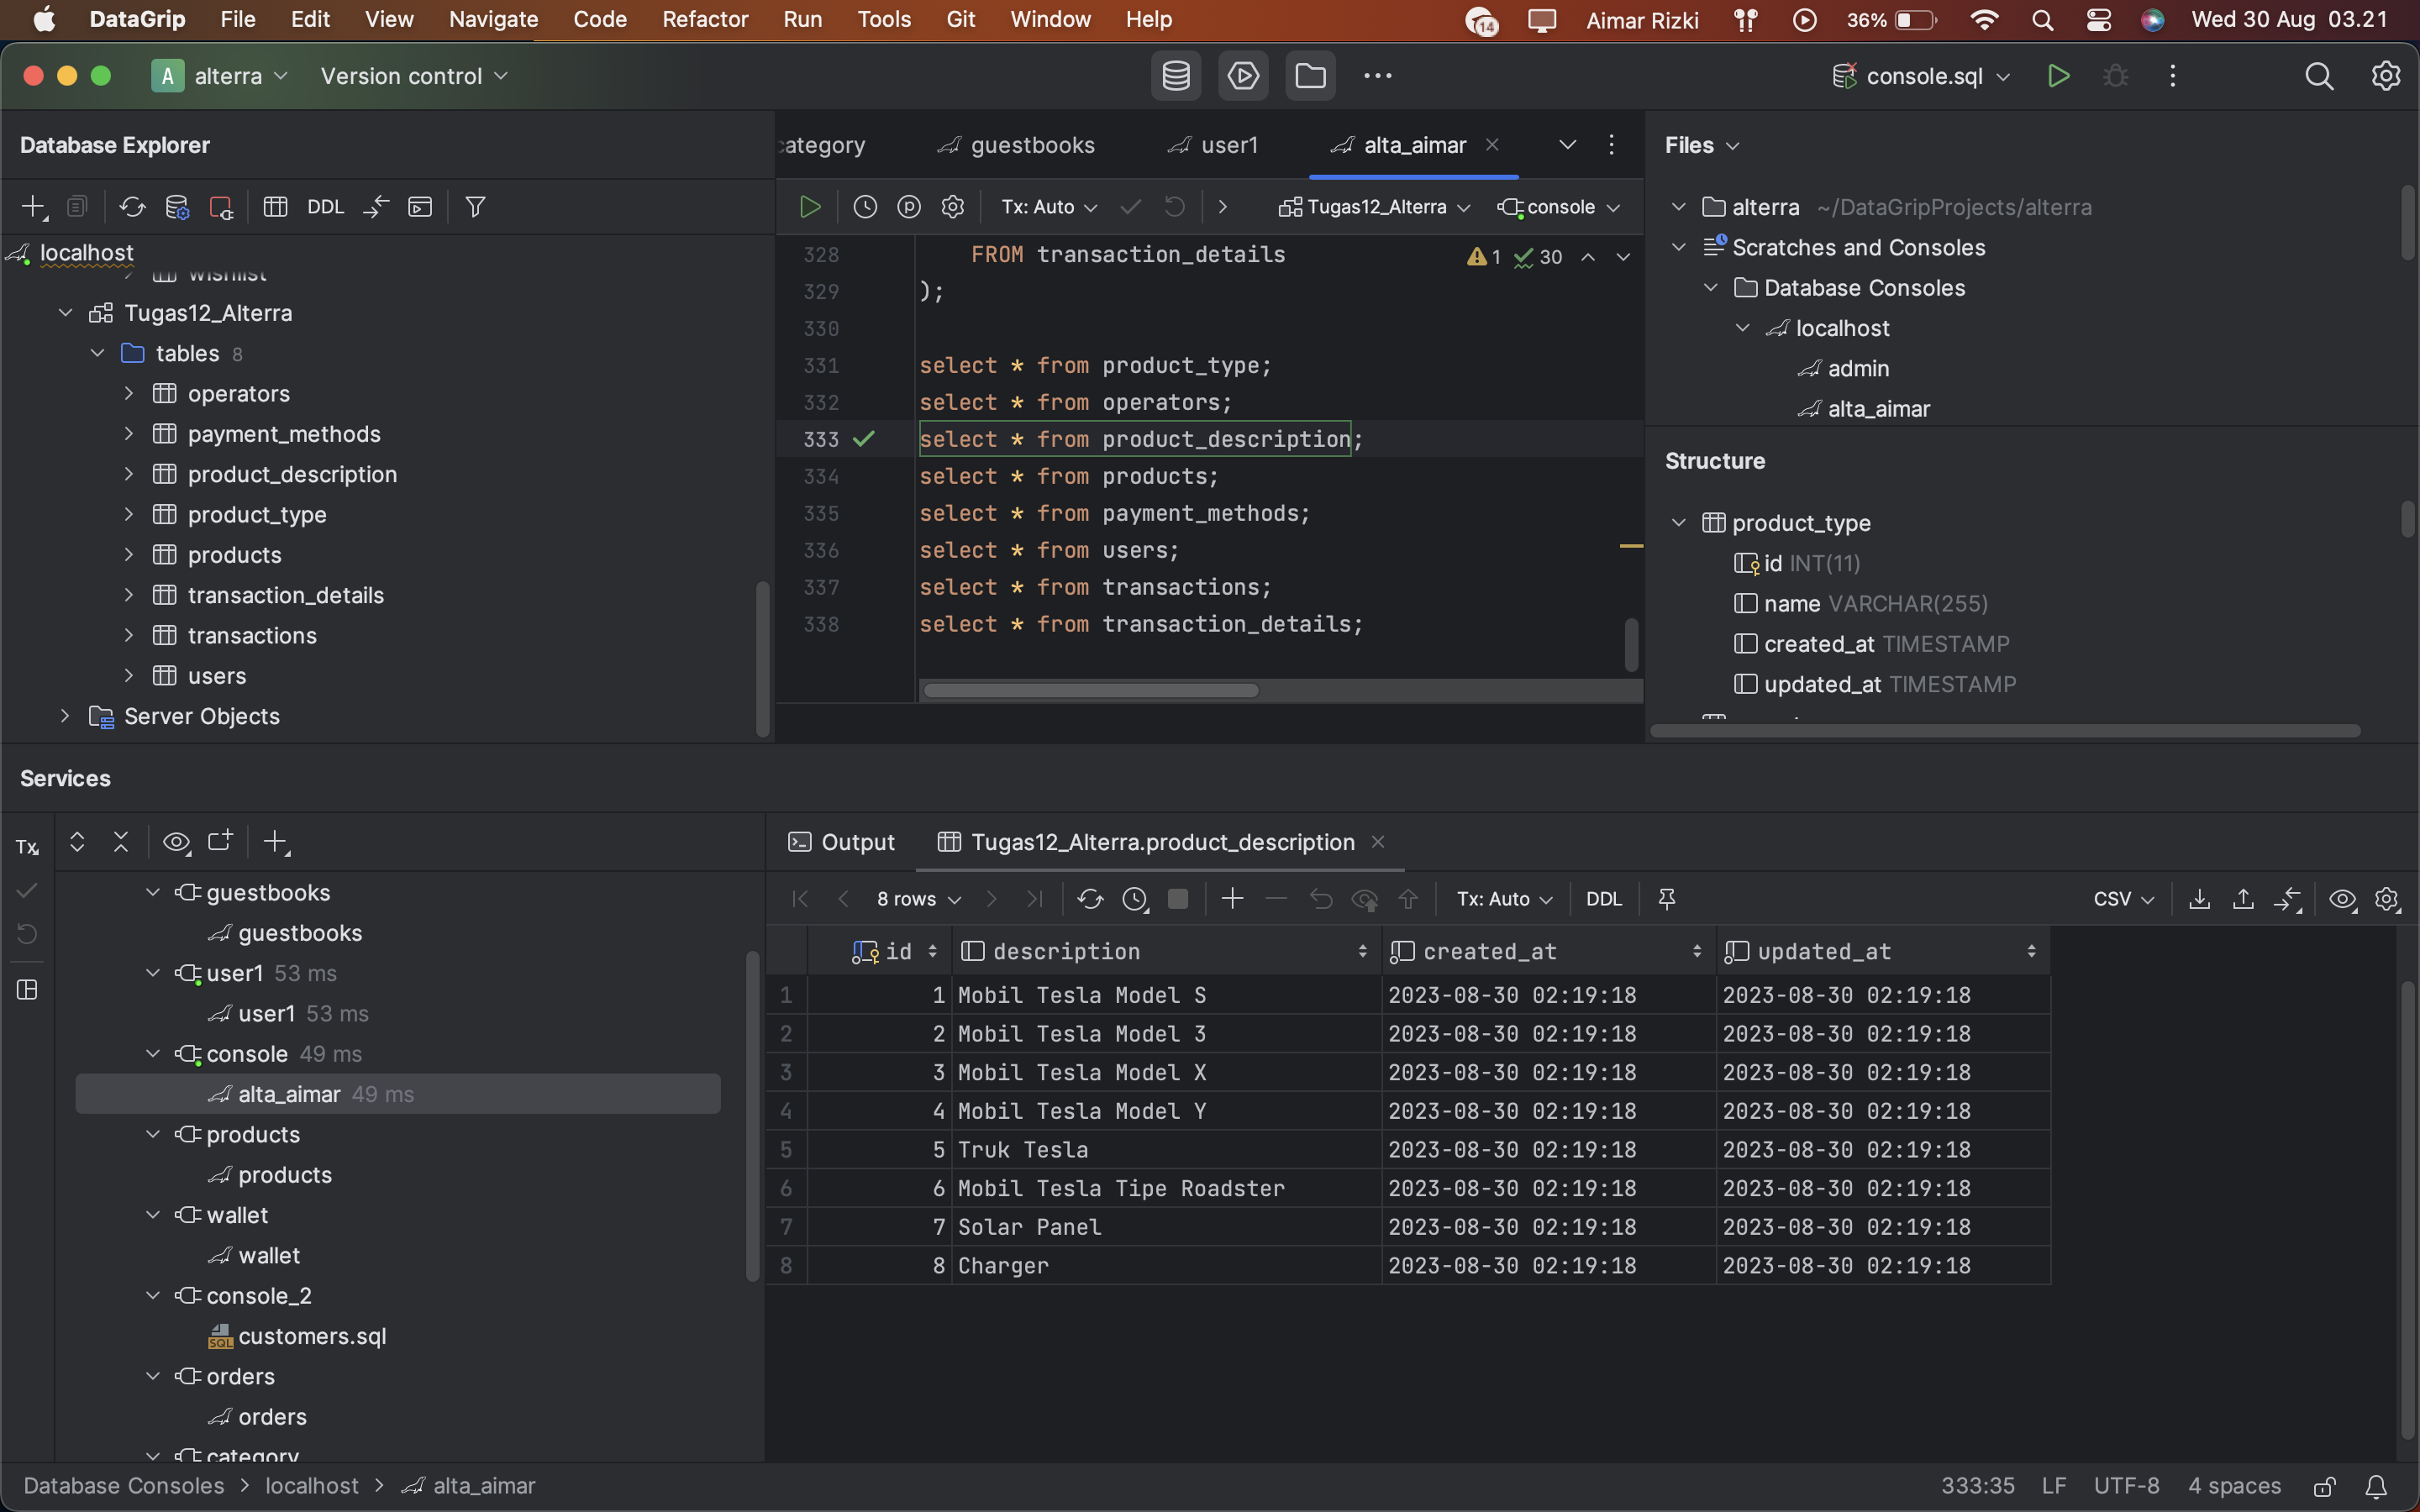 DataGrip File Edit View Navigate Code Refactor Run Tools Git Window Help 14 Aimar Rizki 36% Wed 30 Aug 03.21
A alterra Version control console.sql
Database Explorer
DDL
localhost
wishlist
Tugas12_Alterra
tables 8
operators
payment_methods
product_description
product_type
products
transaction_details
transactions
users
Server Objects
category guestbooks user1 alta_aimar
Tx: Auto Tugas12_Alterra console
328 FROM transaction_details
1 30
329 );
330
331 select * from product_type;
332 select * from operators;
333 select * from product_description;
334 select * from products;
335 select * from payment_methods;
336 select * from users;
337 select * from transactions;
338 select * from transaction_details;
Files
alterra ~/DataGripProjects/alterra
Scratches and Consoles
Database Consoles
localhost
admin
alta_aimar
Structure
product_type
id INT(11)
name VARCHAR(255)
created_at TIMESTAMP
updated_at TIMESTAMP
Services
Tx
guestbooks
guestbooks
user1 53 ms
user1 53 ms
console 49 ms
alta_aimar 49 ms
products
products
wallet
wallet
console_2
SQL customers.sql
orders
orders
category
Output Tugas12_Alterra.product_description
8 rows Tx: Auto DDL CSV
id description created_at updated_at
1 1 Mobil Tesla Model S 2023-08-30 02:19:18 2023-08-30 02:19:18
2 2 Mobil Tesla Model 3 2023-08-30 02:19:18 2023-08-30 02:19:18
3 3 Mobil Tesla Model X 2023-08-30 02:19:18 2023-08-30 02:19:18
4 4 Mobil Tesla Model Y 2023-08-30 02:19:18 2023-08-30 02:19:18
5 5 Truk Tesla 2023-08-30 02:19:18 2023-08-30 02:19:18
6 6 Mobil Tesla Tipe Roadster 2023-08-30 02:19:18 2023-08-30 02:19:18
7 7 Solar Panel 2023-08-30 02:19:18 2023-08-30 02:19:18
8 8 Charger 2023-08-30 02:19:18 2023-08-30 02:19:18
Database Consoles > localhost > alta_aimar 333:35 LF UTF-8 4 spaces